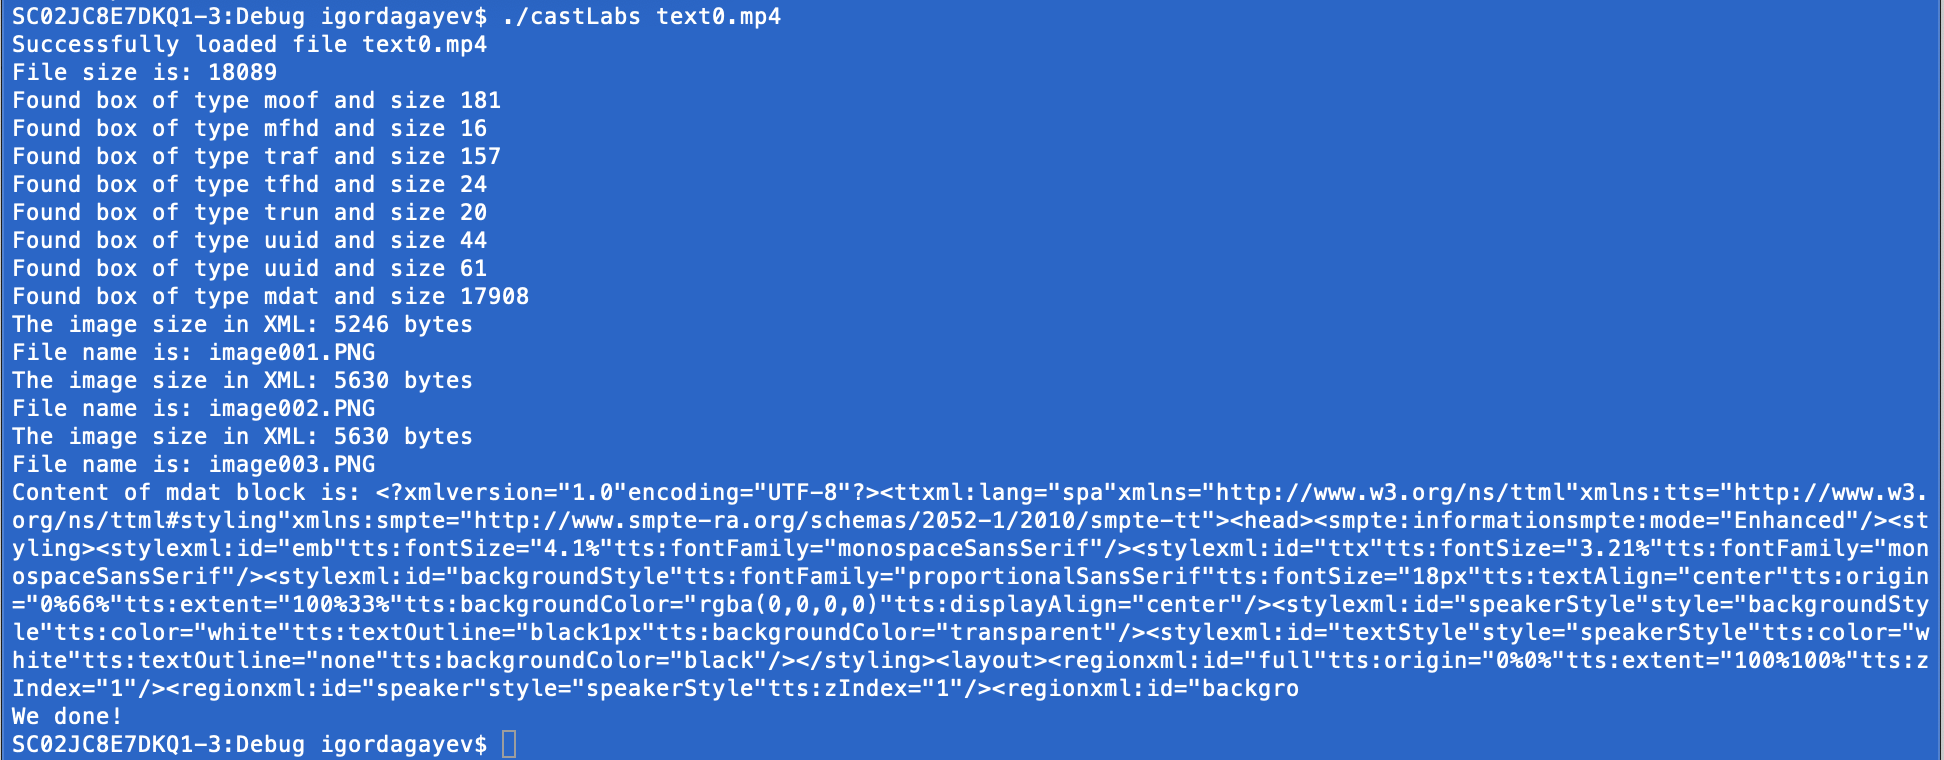 SC02JC8E7DKQ1-3:Debug igordagayev$ ./castLabs text0.mp4
Successfully loaded file text0.mp4
File size is: 18089
Found box of type moof and size 181
Found box of type mfhd and size 16
Found box of type traf and size 157
Found box of type tfhd and size 24
Found box of type trun and size 20
Found box of type uuid and size 44
Found box of type uuid and size 61
Found box of type mdat and size 17908
The image size in XML: 5246 bytes
File name is: image001.PNG
The image size in XML: 5630 bytes
File name is: image002.PNG
The image size in XML: 5630 bytes
File name is: image003.PNG
Content of mdat block is: <?xmlversion="1.0"encoding="UTF-8"?><ttxml:lang="spa"xmlns="http://www.w3.org/ns/ttml"xmlns:tts="http://www.w3.
org/ns/ttml#styling"xmlns:smpte="http://www.smpte-ra.org/schemas/2052-1/2010/smpte-tt"><head><smpte:informationsmpte:mode="Enhanced"/><st
yling><stylexml:id="emb"tts:fontSize="4.1%"tts:fontFamily="monospaceSansSerif"/><stylexml:id="ttx"tts:fontSize="3.21%"tts:fontFamily="mon
ospaceSansSerif"/><stylexml:id="backgroundStyle"tts:fontFamily="proportionalSansSerif"tts:fontSize="18px"tts:textAlign="center"tts:origin
="0%66%"tts:extent="100%33%"tts:backgroundColor="rgba(0,0,0,0)"tts:displayAlign="center"/><stylexml:id="speakerStyle"style="backgroundSty
le"tts:color="white"tts:textOutline="black1px"tts:backgroundColor="transparent"/><stylexml:id="textStyle"style="speakerStyle"tts:color="w
hite"tts:textOutline="none"tts:backgroundColor="black"/></styling><layout><regionxml:id="full"tts:origin="0%0%"tts:extent="100%100%"tts:z
Index="1"/><regionxml:id="speaker"style="speakerStyle"tts:zIndex="1"/><regionxml:id="backgro
We done!
SC02JC8E7DKQ1-3:Debug igordagayev$